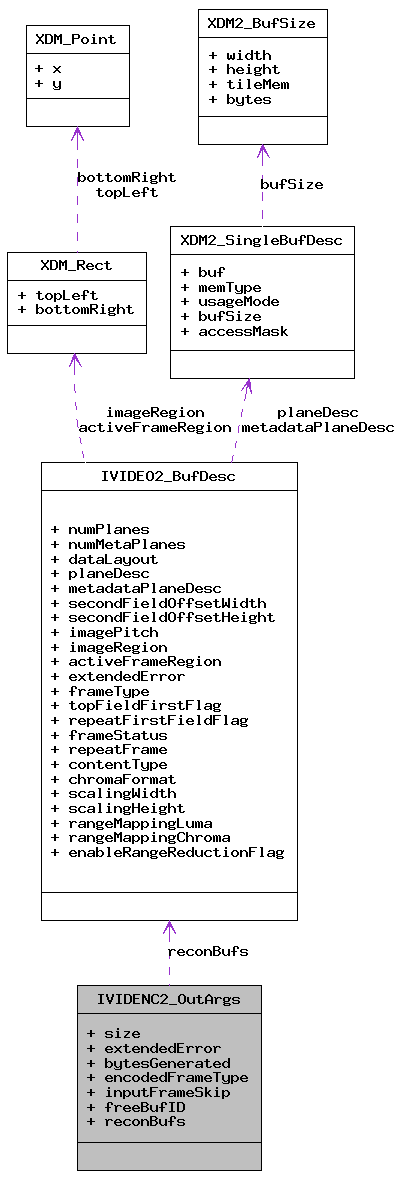 XDM_Point
+ x
+ y
XDM2_BufSize
+ width
+ height
+ tileMem
+ bytes
bottomRight
topLeft
bufSize
XDM_Rect
+ topLeft
+ bottomRight
XDM2_SingleBufDesc
+ buf
+ memType
+ usageMode
+ bufSize
+ accessMask
imageRegion
activeFrameRegion
planeDesc
metadataPlaneDesc
IVIDEO2_BufDesc
+ numPlanes
+ numMetaPlanes
+ dataLayout
+ planeDesc
+ metadataPlaneDesc
+ secondFieldOffsetWidth
+ secondFieldOffsetHeight
+ imagePitch
+ imageRegion
+ activeFrameRegion
+ extendedError
+ frameType
+ topFieldFirstFlag
+ repeatFirstFieldFlag
+ frameStatus
+ repeatFrame
+ contentType
+ chromaFormat
+ scalingWidth
+ scalingHeight
+ rangeMappingLuma
+ rangeMappingChroma
+ enableRangeReductionFlag
reconBufs
IVIDENC2_OutArgs
+ size
+ extendedError
+ bytesGenerated
+ encodedFrameType
+ inputFrameSkip
+ freeBufID
+ reconBufs